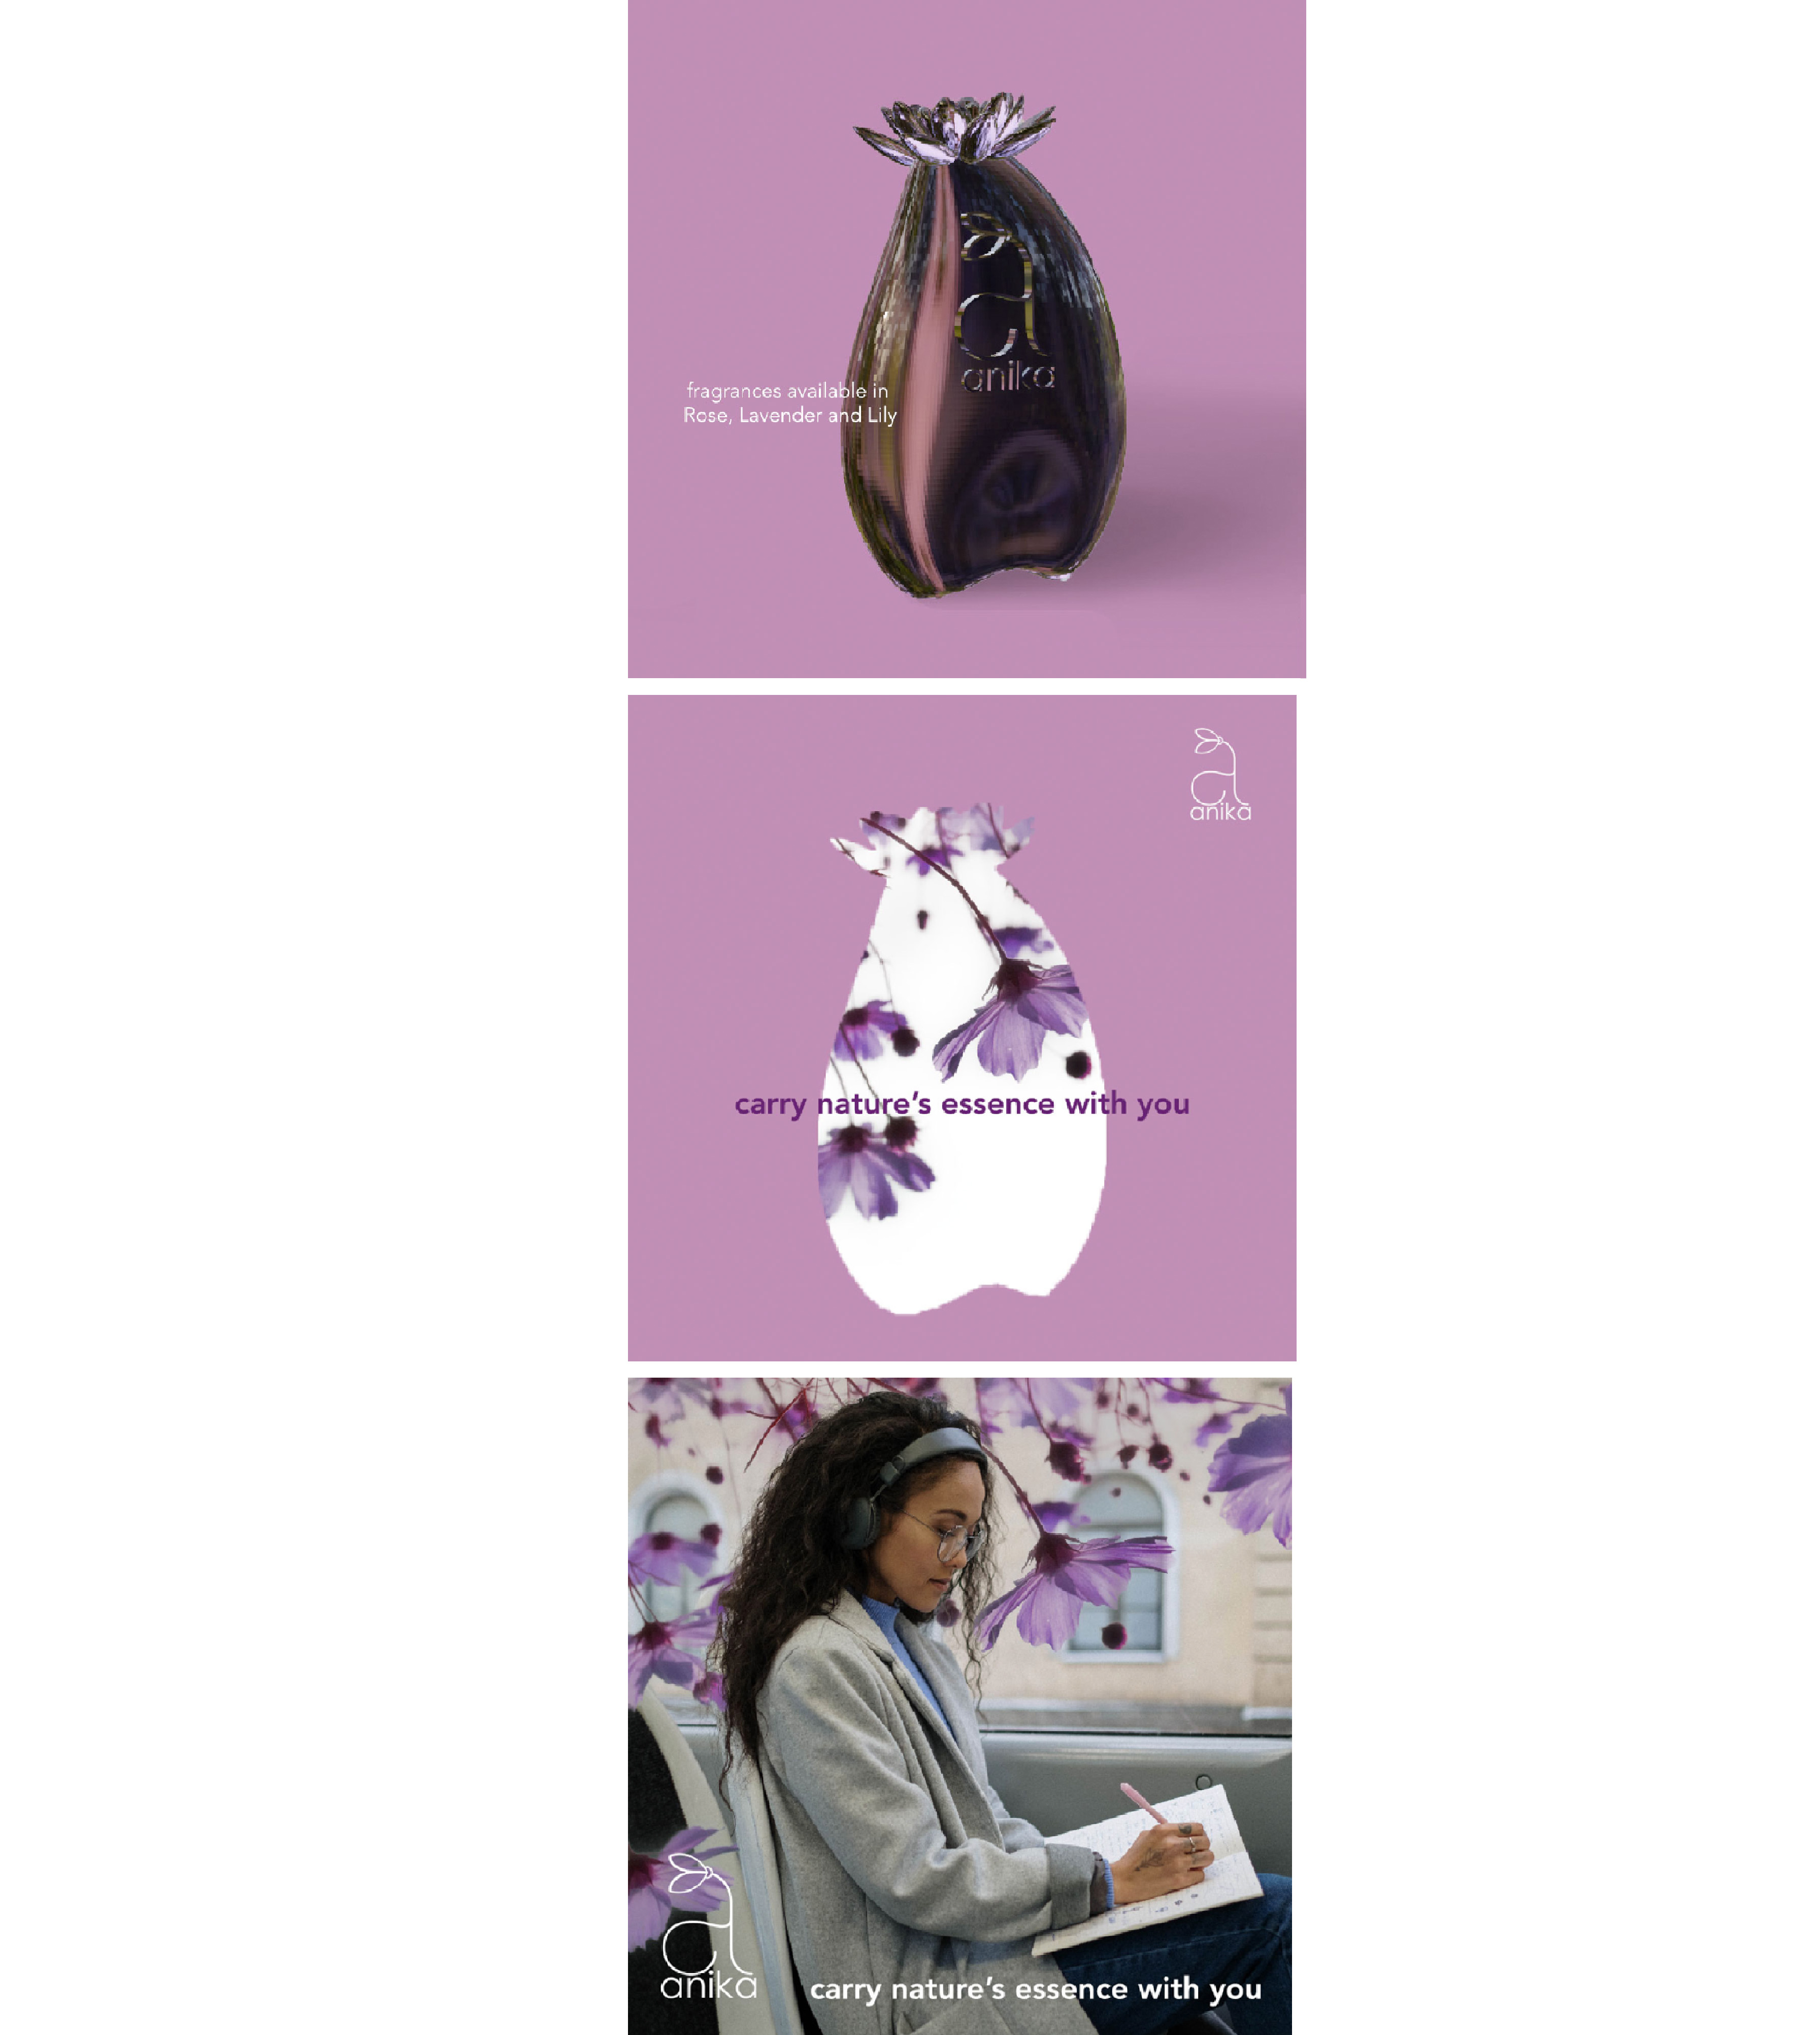 anika
fragrances available in
Rose, Lavender and Lily
anika
carry nature's essence with you
anika
carry nature's essence with you